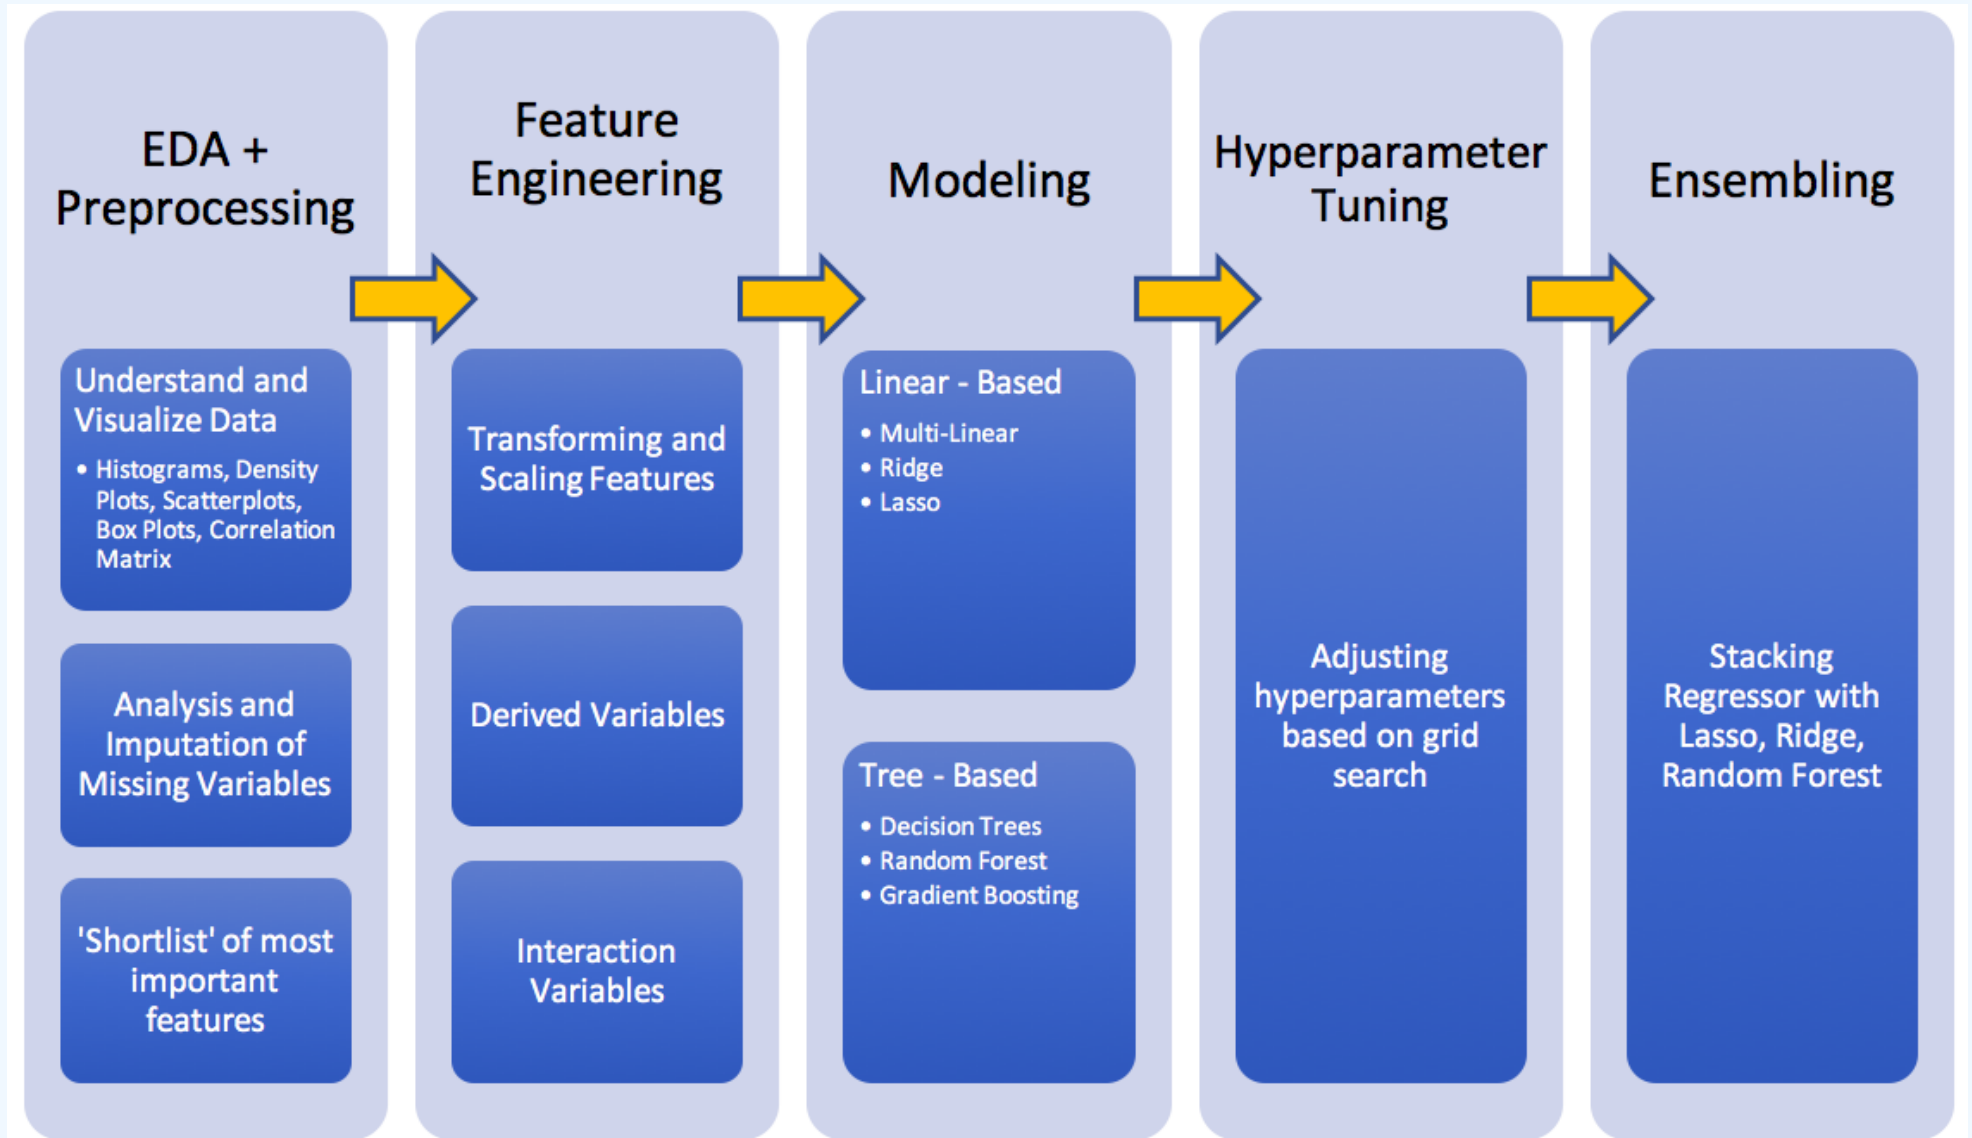 EDA +
Preprocessing
Understand and
Visualize Data
• Histograms, Density
Plots, Scatterplots,
Box Plots, Correlation
Matrix
Analysis and
Imputation of
Missing Variables
'Shortlist' of most
important
features
Feature
Engineering
Transforming and
Scaling Features
Derived Variables
Interaction
Variables
Modeling
Linear - Based
• Multi-Linear
• Ridge
• Lasso
Tree - Based
• Decision Trees
• Random Forest
• Gradient Boosting
Hyperparameter
Tuning
Adjusting
hyperparameters
based on grid
search
Ensembling
Stacking
Regressor with
Lasso, Ridge,
Random Forest